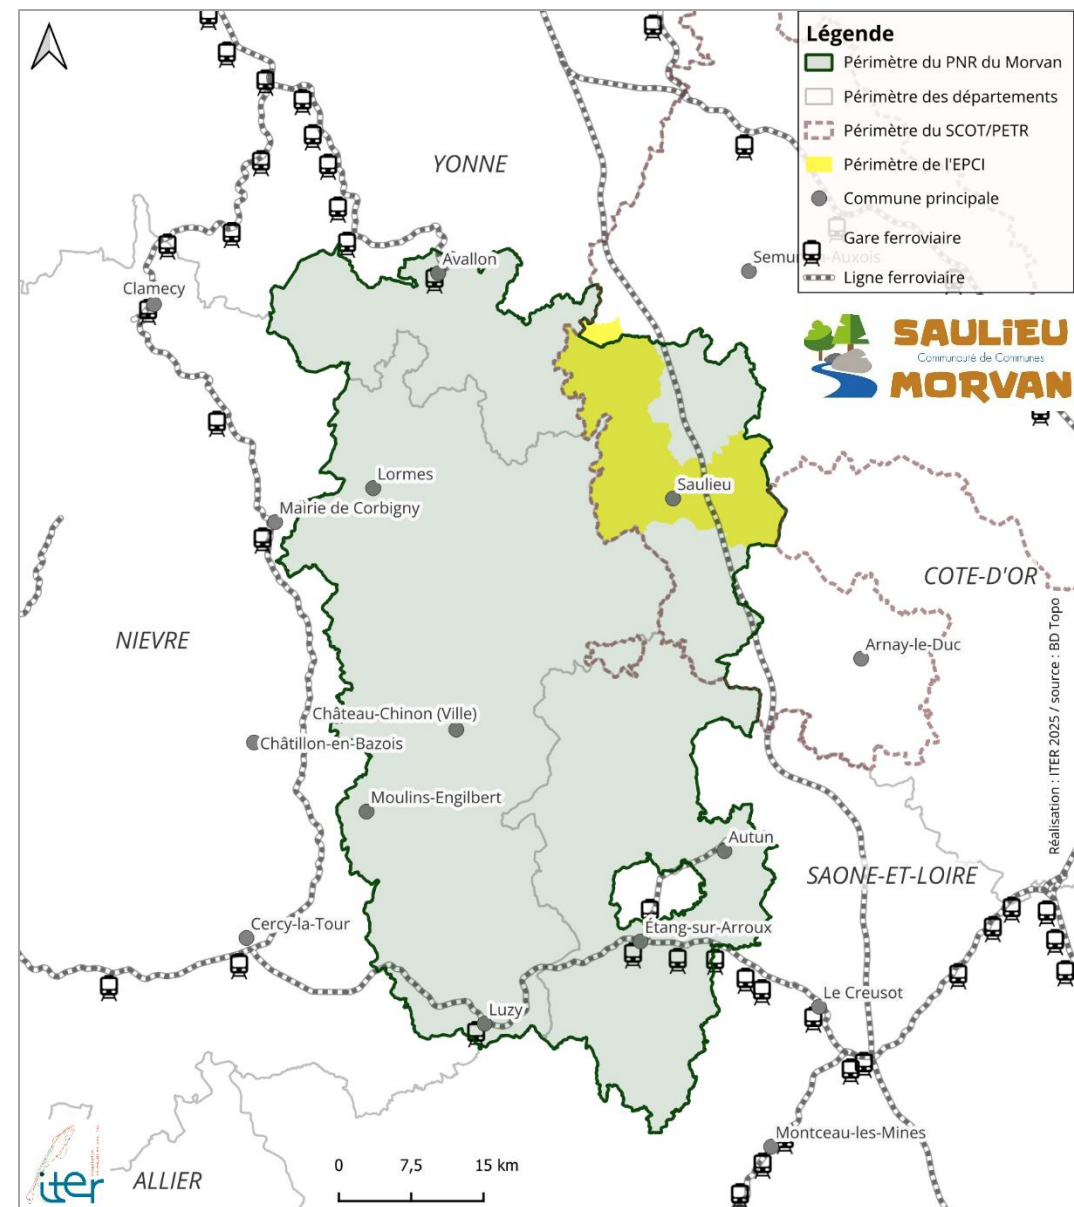 Légende
Périmètre du PNR du Morvan
Périmètre des départements
Périmètre du SCOT/PETR
Périmètre de l'EPCI
Commune principale
Gare ferroviaire
Ligne ferroviaire
SAULIEU
Communauté de Communes
MORVAN
YONNE
Avallon
Clamecy
Lormes
Saulieu
Mairie de Corbigny
COTE-D'OR
NIEVRE
Arnay-le-Duc
Château-Chinon (Ville)
Châtillon-en-Bazois
Moulins-Engilbert
Autun
SAONE-ET-LOIRE
Cercy-la-Tour
Étang-sur-Arroux
Le Creusot
Luzy
Montceau-les-Mines
ALLIER
0 7,5 15 km
iter
Réalisation : ITER 2025 / source : BD Topo